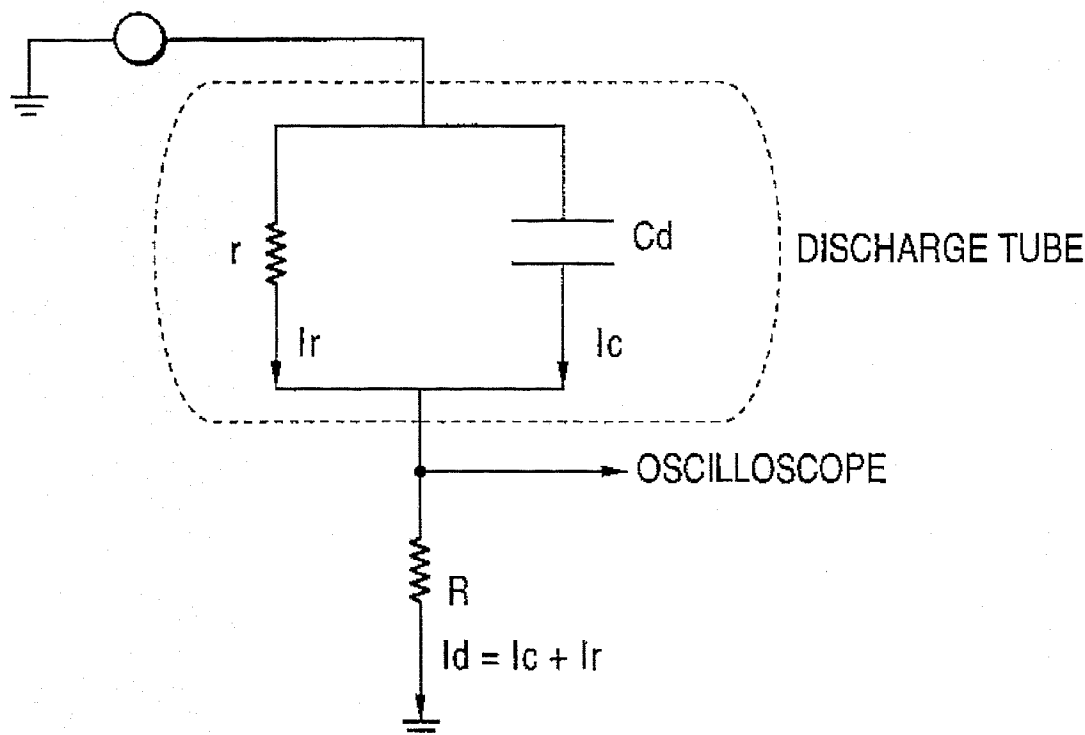 r
Cd
DISCHARGE TUBE
Ir
Ic
OSCILLOSCOPE
R
Id = Ic + Ir